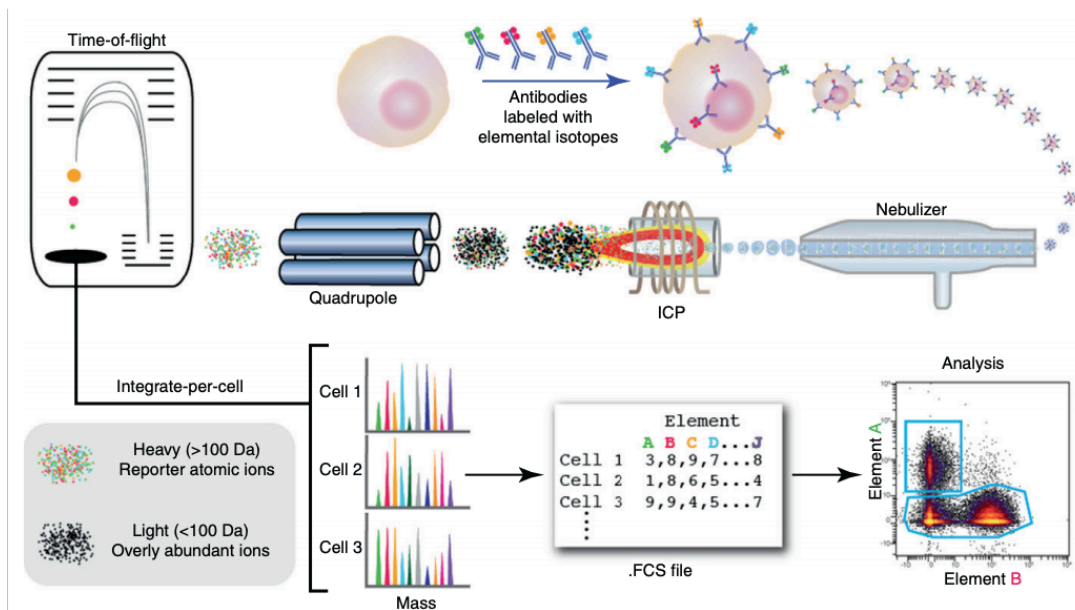 Time-of-flight
Antibodies
labeled with
elemental isotopes
Nebulizer
Quadrupole
ICP
Integrate-per-cell
Heavy (>100 Da)
Reporter atomic ions
Light (<100 Da)
Overly abundant ions
Cell 1
Cell 2
Cell 3
Mass
Element
A B C D...J
Cell 1 3,8,9,7...8
Cell 2 1,8,6,5...4
Cell 3 9,9,4,5...7
.FCS file
Analysis
Element A
Element B